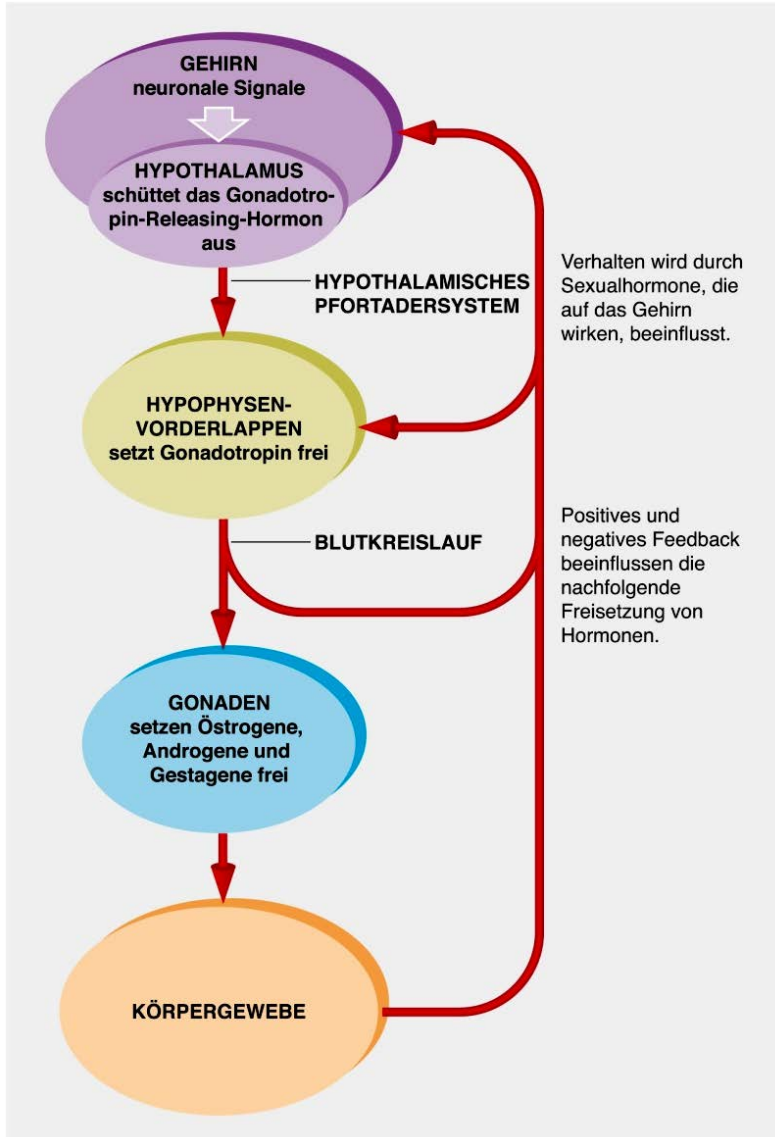 GEHIRN
neuronale Signale
HYPOTHALAMUS
schüttet das Gonadotro-
pin-Releasing-Hormon
aus
HYPOTHALAMISCHES
PFORTADERSYSTEM
Verhalten wird durch
Sexualhormone, die
auf das Gehirn
wirken, beeinflusst.
HYPOPHYSEN-
VORDERLAPPEN
setzt Gonadotropin frei
BLUTKREISLAUF
Positives und
negatives Feedback
beeinflussen die
nachfolgende
Freisetzung von
Hormonen.
GONADEN
setzen Östrogene,
Androgene und
Gestagene frei
KÖRPERGEWEBE